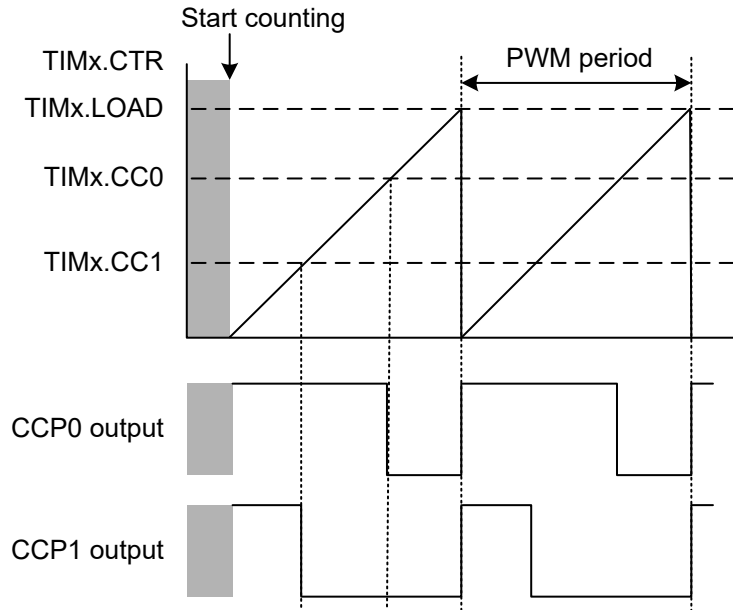 Start counting
TIMx.CTR
PWM period
TIMx.LOAD
TIMx.CC0
TIMx.CC1
CCP0 output
CCP1 output